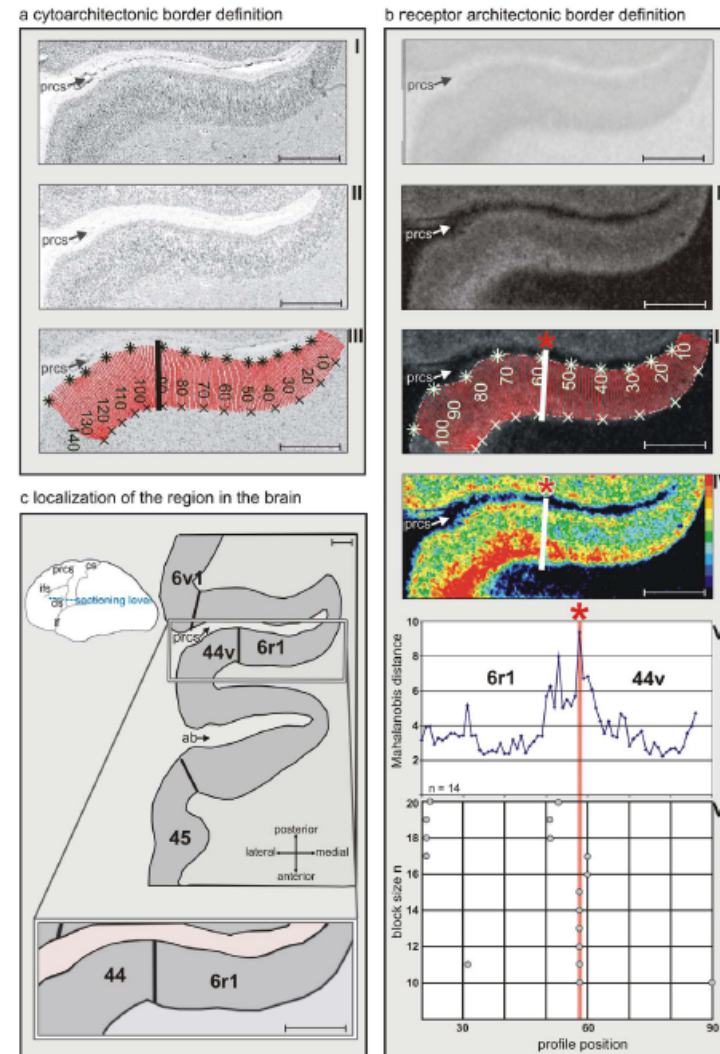 a cytoarchitectonic border definition
I
prcs
II
prcs
III
prcs
10
20
30
40
50
60
70
80
90
100
110
120
130
140
c localization of the region in the brain
prcs
cs
ifs
ds
sectioning level
6v1
prcs
44v
6r1
ab
45
posterior
lateral
medial
anterior
44
6r1
b receptor architectonic border definition
prcs
prcs
prcs
10
20
30
40
50
60
70
80
90
100
prcs
10
8
6
4
2
Mahalanobis distance
6r1
44v
n = 14
20
18
16
14
12
10
block size n
30
60
90
profile position